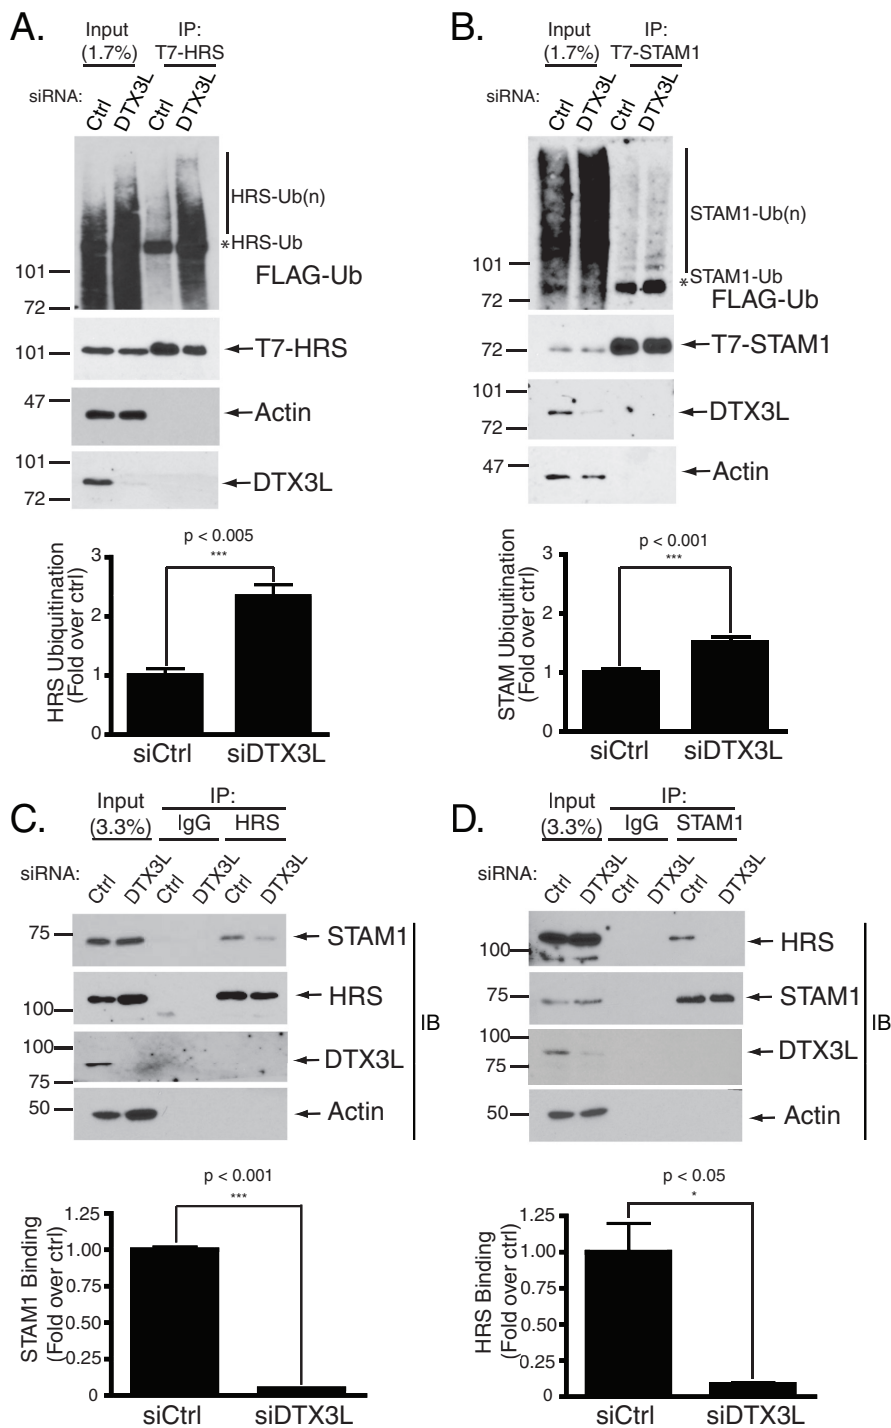 A.
Input
(1.7%)
IP:
T7-HRS
siRNA:
Ctrl
DTX3L
Ctrl
DTX3L
HRS-Ub(n)
*HRS-Ub
FLAG-Ub
101
72
101
T7-HRS
47
Actin
101
72
DTX3L
p < 0.005
***
HRS Ubiquitination
(Fold over ctrl)
3
2
1
0
siCtrl
siDTX3L
B.
Input
(1.7%)
IP:
T7-STAM1
siRNA:
Ctrl
DTX3L
Ctrl
DTX3L
STAM1-Ub(n)
*STAM1-Ub
FLAG-Ub
101
72
72
T7-STAM1
101
72
DTX3L
47
Actin
p < 0.001
***
STAM Ubiquitination
(Fold over ctrl)
3
2
1
0
siCtrl
siDTX3L
C.
Input
(3.3%)
IP:
IgG
HRS
siRNA:
Ctrl
DTX3L
Ctrl
DTX3L
Ctrl
DTX3L
75
STAM1
100
HRS
100
75
DTX3L
50
Actin
IB
p < 0.001
***
STAM1 Binding
(Fold over ctrl)
1.25
1.00
0.75
0.50
0.25
0
siCtrl
siDTX3L
D.
Input
(3.3%)
IP:
IgG
STAM1
siRNA:
Ctrl
DTX3L
Ctrl
DTX3L
Ctrl
DTX3L
100
HRS
75
STAM1
100
75
DTX3L
50
Actin
IB
p < 0.05
*
HRS Binding
(Fold over ctrl)
1.25
1.00
0.75
0.50
0.25
0
siCtrl
siDTX3L